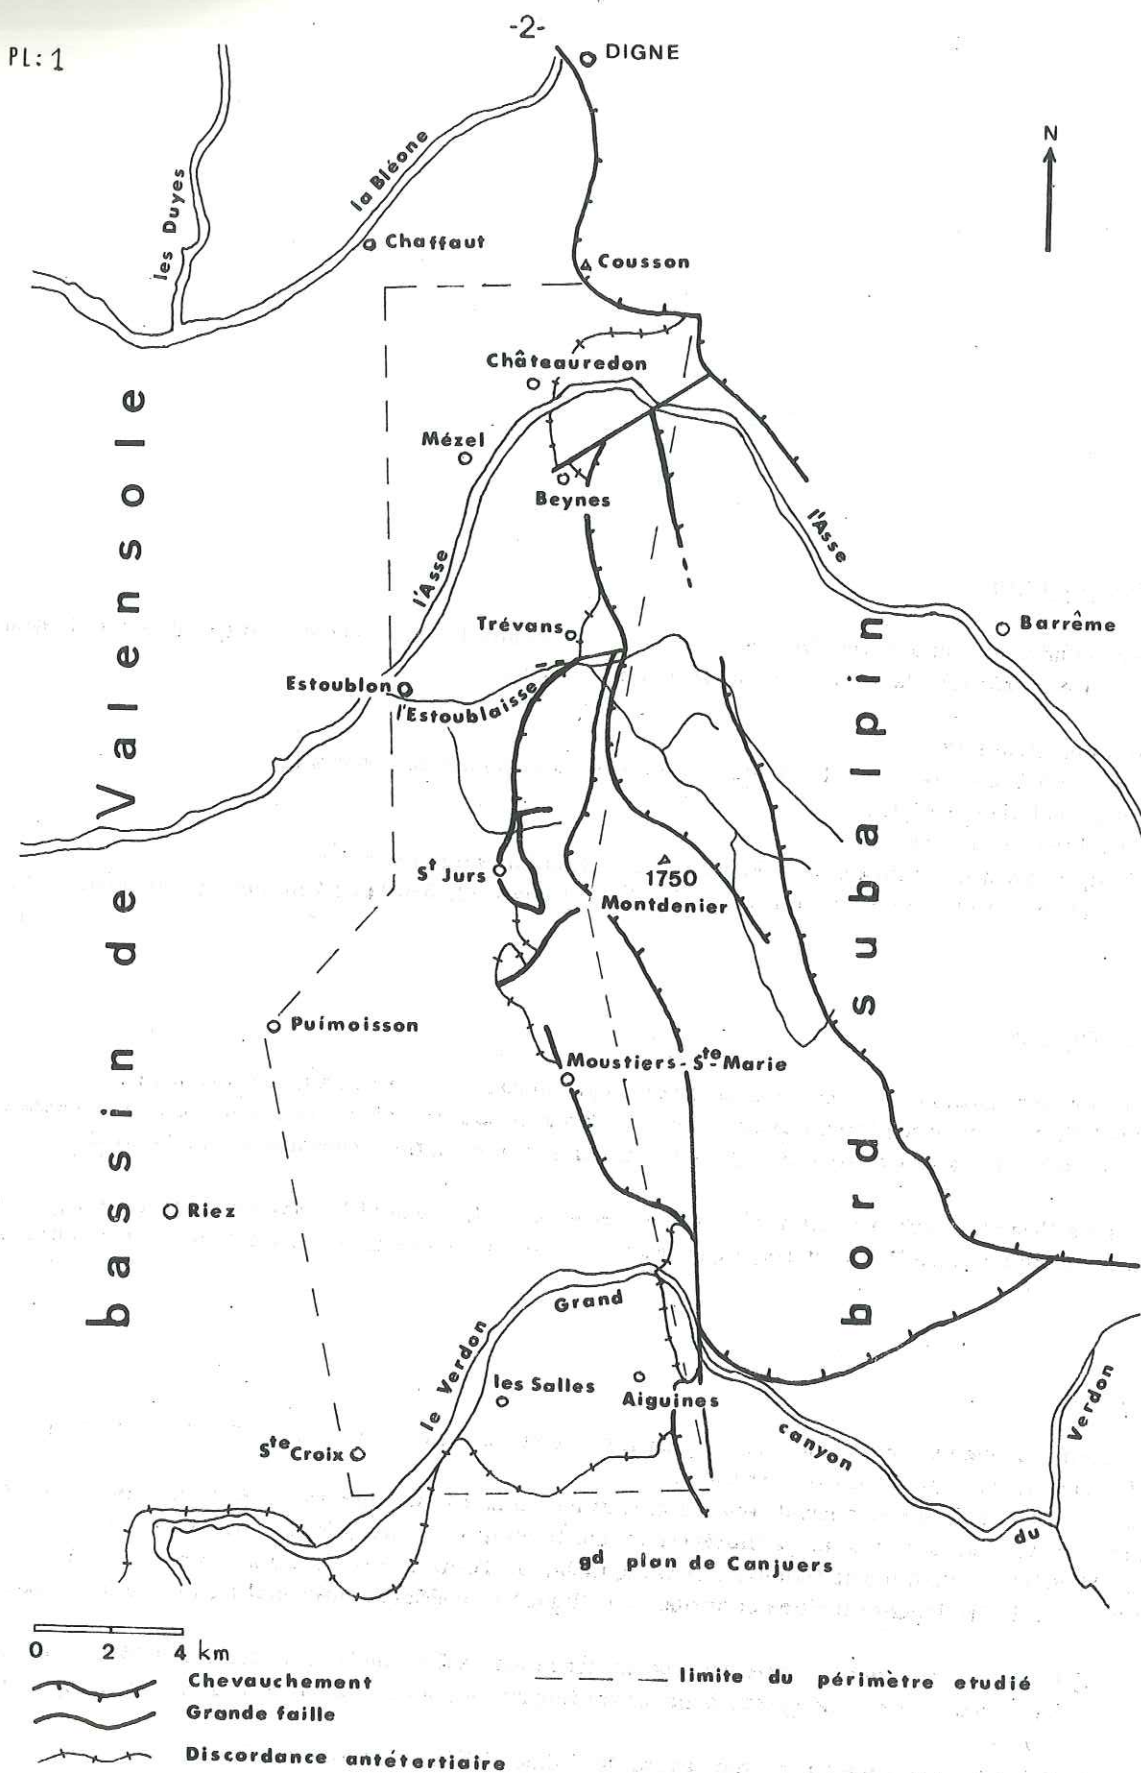 -2-
PL: 1
DIGNE
N
la Bléone
les Duyes
Chaffaut
Cousson
Châteauredon
Mézel
Beynes
l'Asse
l'Asse
Barrême
Trévans
Estoublon
l'Estoublaisse
St Jurs
1750
Montdenier
bassin de Valensole
bord subalpin
Puimoisson
Moustiers-Ste-Marie
Riez
Grand
le Verdon
les Salles
Aiguines
canyon
Verdon
Ste Croix
du
gd plan de Canjuers
0 2 4 km
Chevauchement
limite du périmètre etudié
Grande faille
Discordance antétertiaire